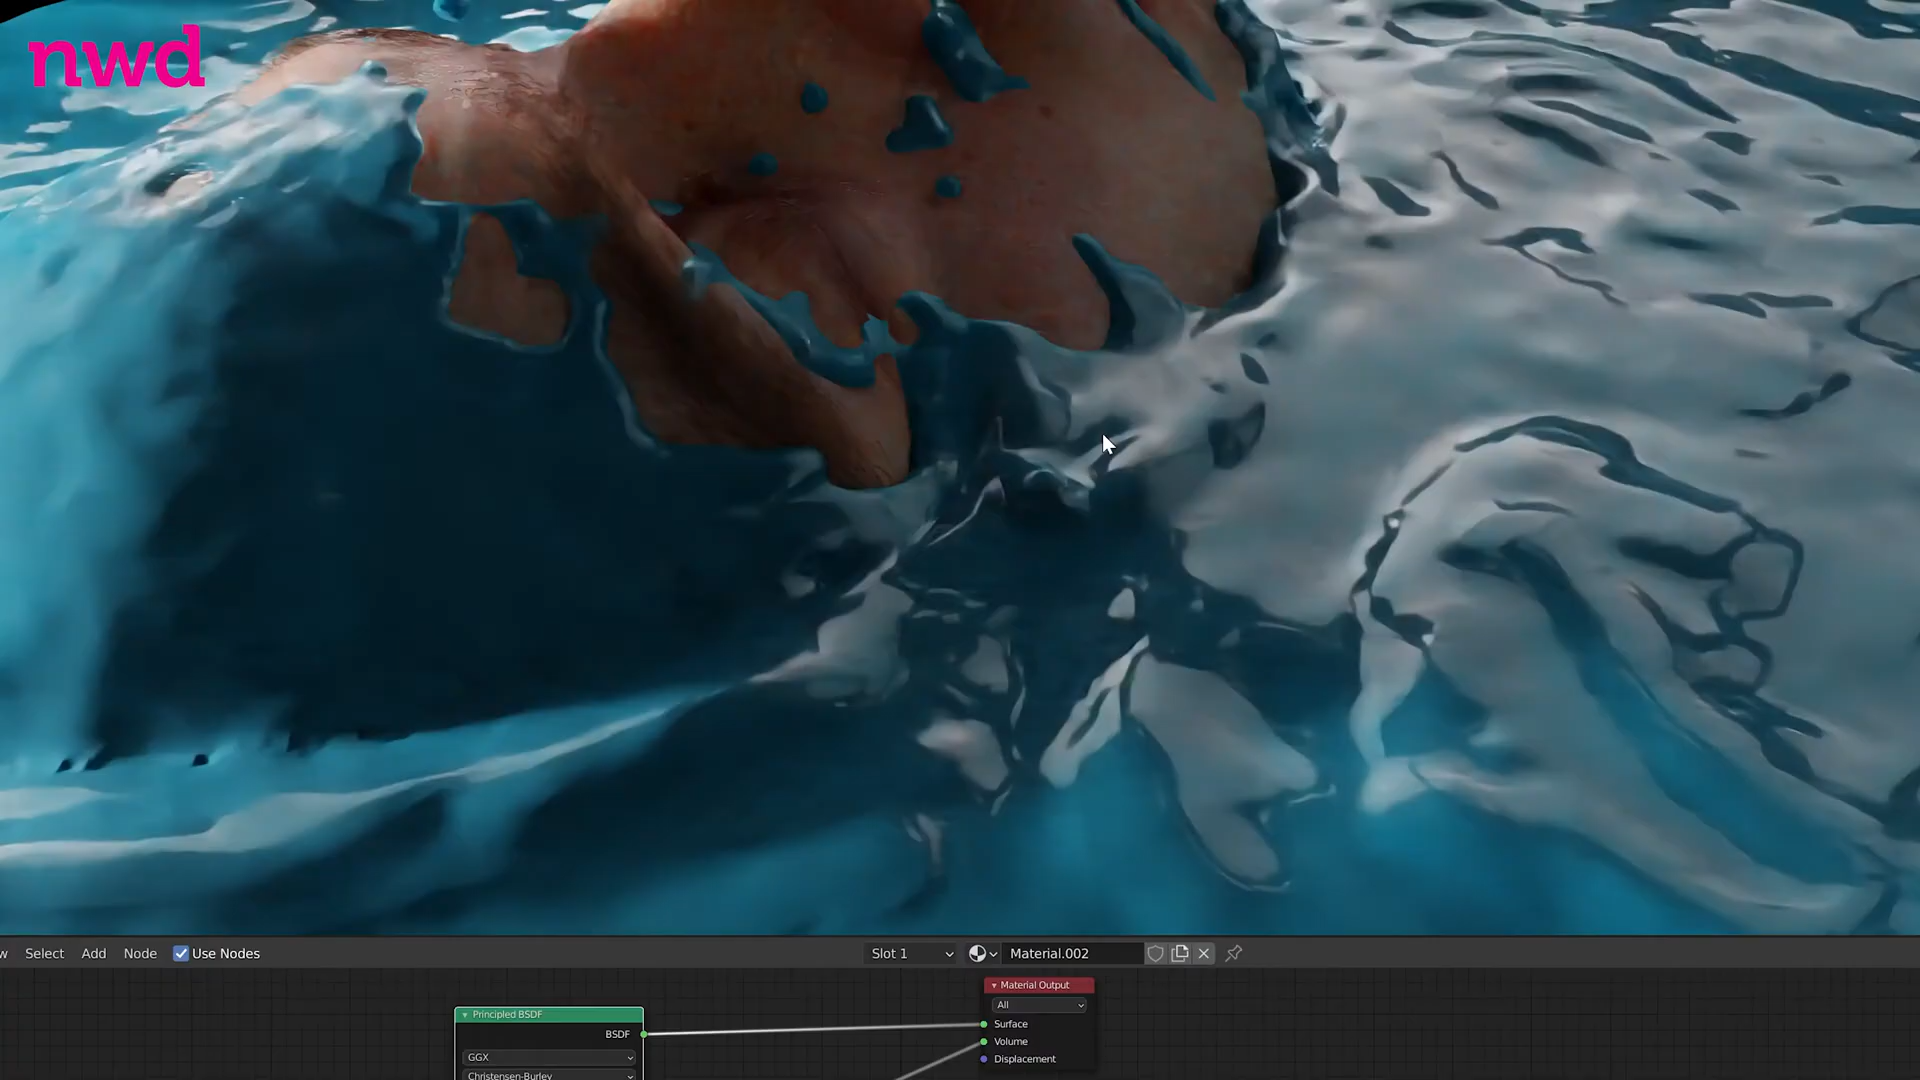 nwd
Select Add Node Use Nodes Slot 1 Material.002
Material Output
All
Surface
Volume
Displacement
Principled BSDF
BSDF
GGX
Christensen-Burley